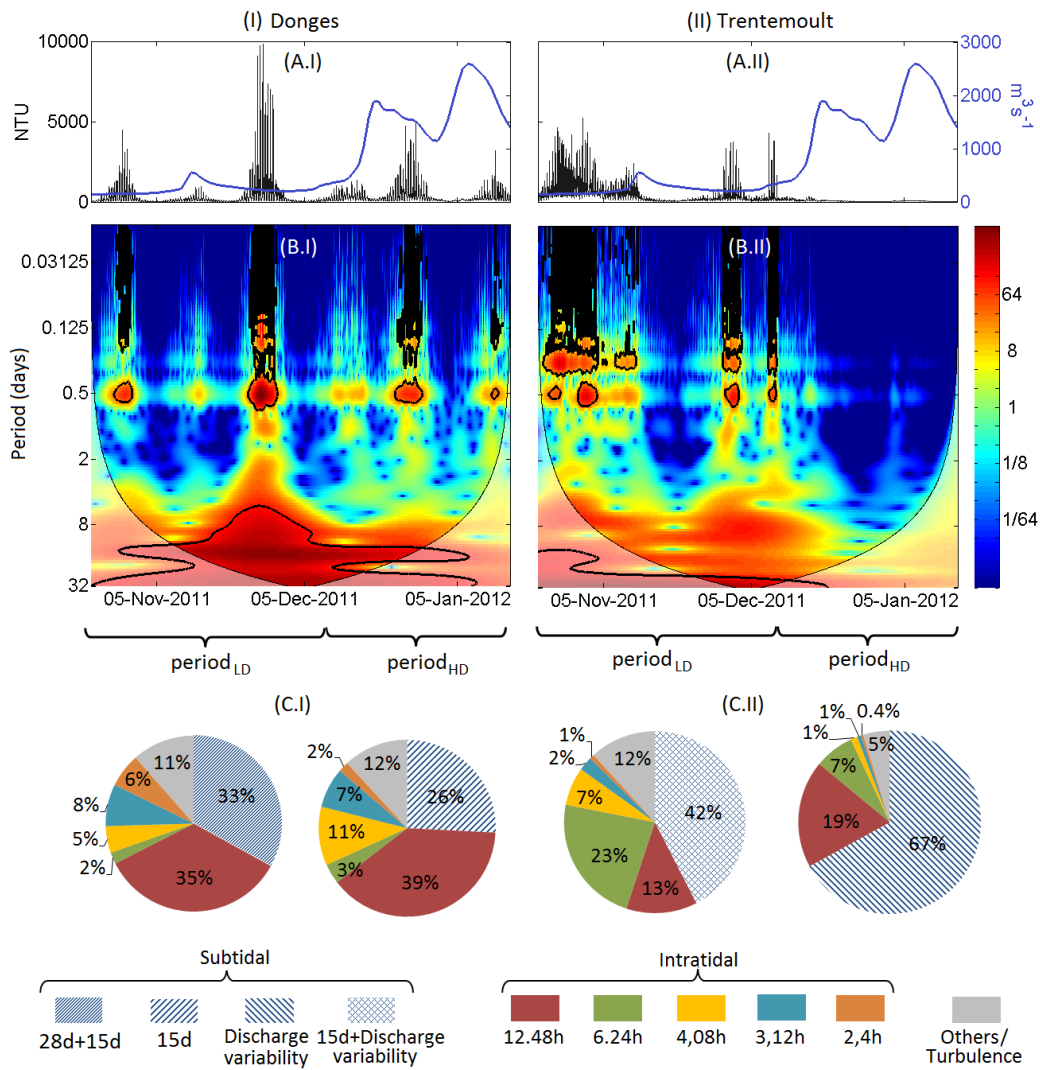 (I) Donges
(II) Trentemoult
10000
5000
0
NTU
(A.I)
(A.II)
3000
2000
1000
0
m³s⁻¹
(B.I)
(B.II)
0.03125
0.125
0.5
2
8
32
Period (days)
64
8
1
1/8
1/64
05-Nov-2011
05-Dec-2011
05-Jan-2012
05-Nov-2011
05-Dec-2011
05-Jan-2012
period_LD
period_HD
period_LD
period_HD
(C.I)
(C.II)
11%
6%
8%
5%
2%
33%
35%
2%
12%
7%
11%
3%
26%
39%
1%
2%
12%
7%
23%
13%
42%
1%
0.4%
1%
5%
7%
19%
67%
Subtidal
28d+15d
15d
Discharge
variability
15d+Discharge
variability
Intratidal
12.48h
6.24h
4,08h
3,12h
2,4h
Others/
Turbulence